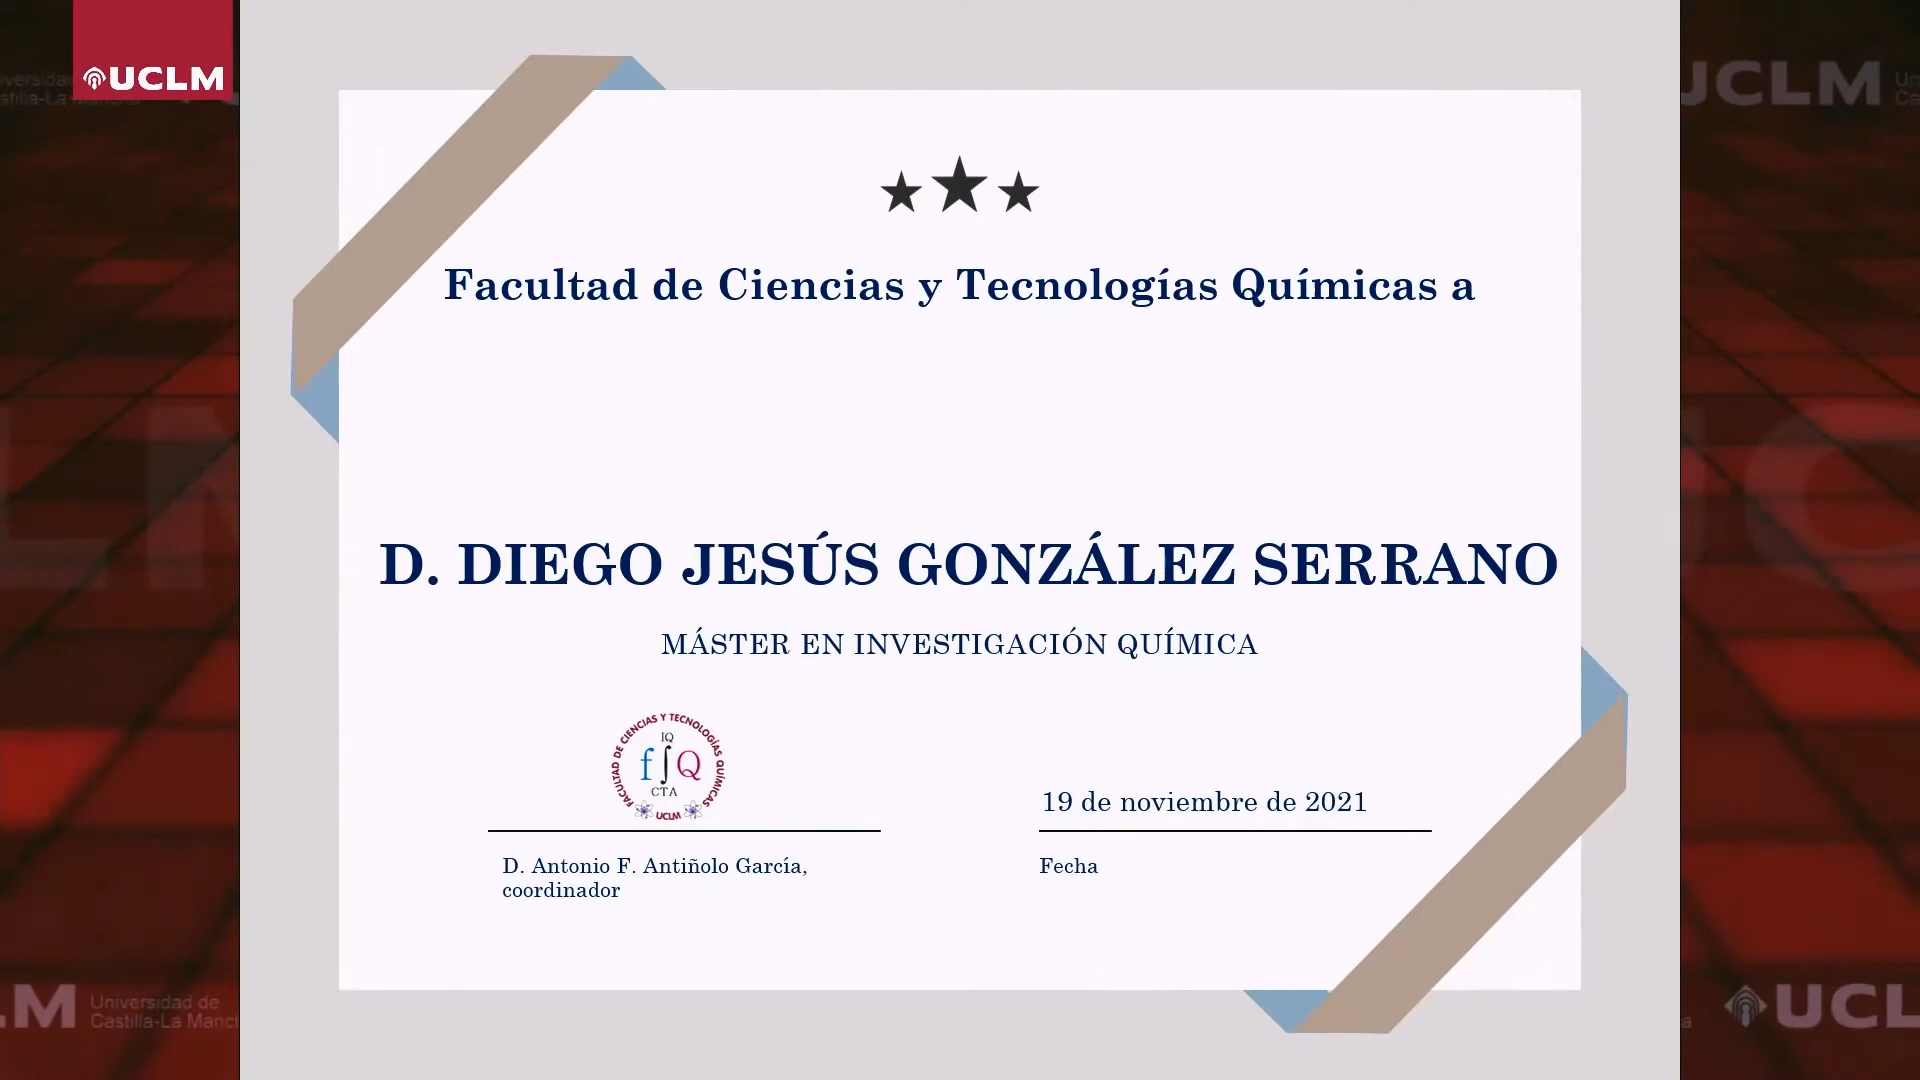 UCLM
Facultad de Ciencias y Tecnologías Químicas a
D. DIEGO JESÚS GONZÁLEZ SERRANO
MÁSTER EN INVESTIGACIÓN QUÍMICA
FACULTAD DE CIENCIAS Y TECNOLOGÍAS QUÍMICAS
IQ
f∫Q
CTA
UCLM
19 de noviembre de 2021
D. Antonio F. Antiñolo García,
coordinador
Fecha
UCLM
Universidad de
Castilla-La Manch
UCL